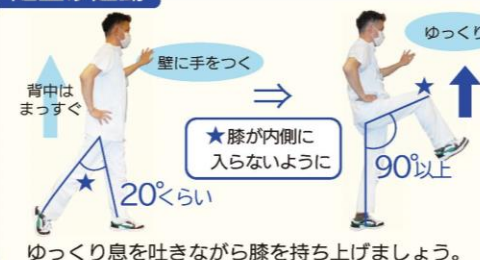 壁に手をつく
ゆっくり
背中は
まっすぐ
★膝が内側に
入らないように
★
★
20°くらい
90°以上
ゆっくり息を吐きながら膝を持ち上げましょう。